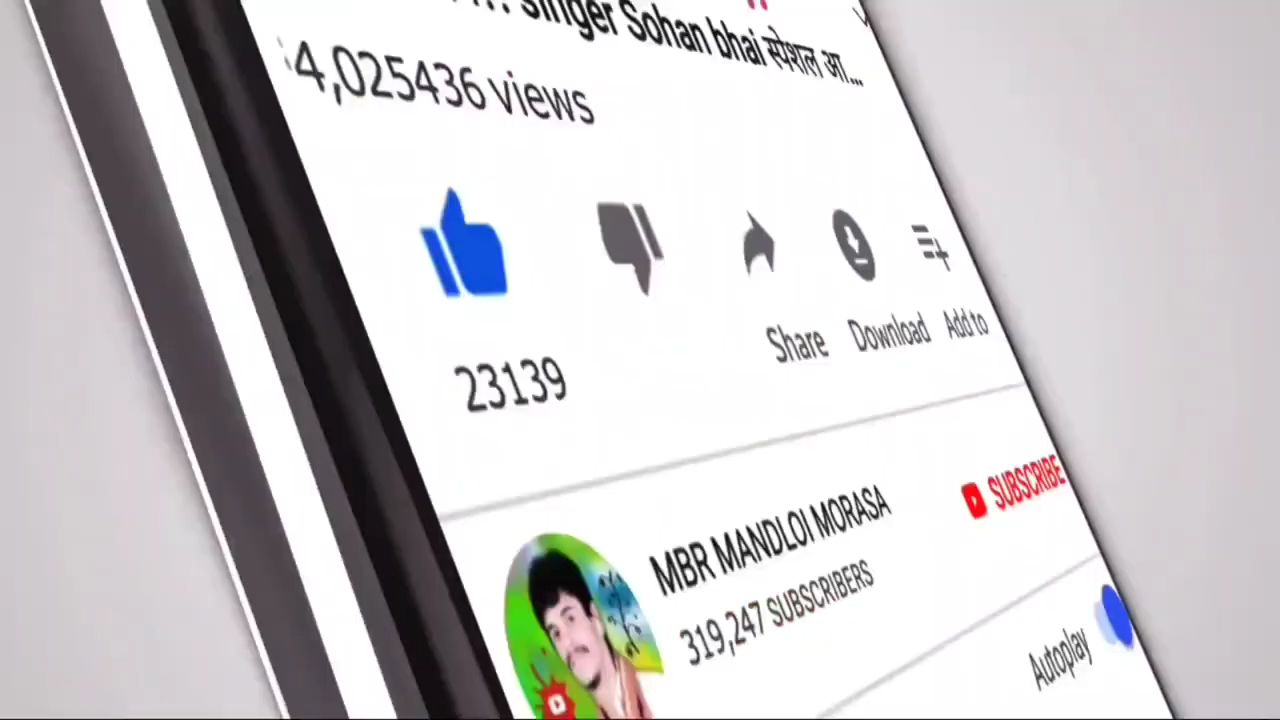 Singer Sohan bhai स्पेशल आ...
4,025436 views
23139
Share Download Add to
MBR MANDLOI MORASA
SUBSCRIBE
319,247 SUBSCRIBERS
Autoplay